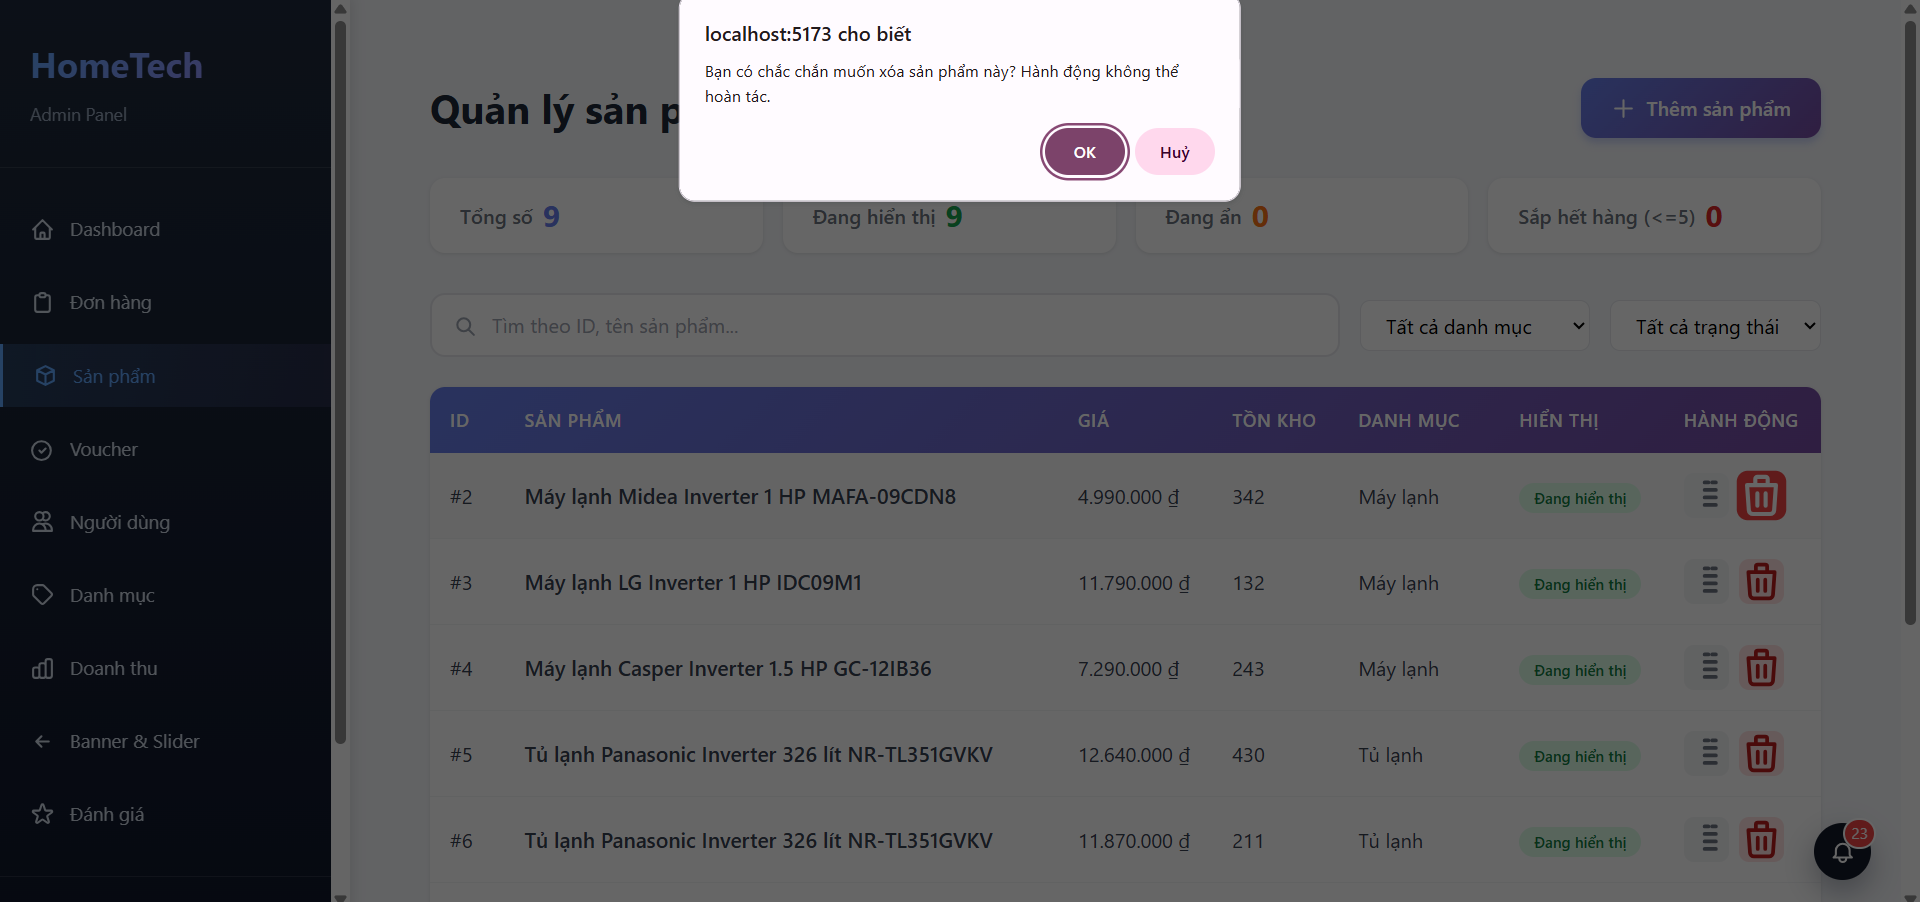 HomeTech
Admin Panel
Dashboard
Đơn hàng
Sản phẩm
Voucher
Người dùng
Danh mục
Doanh thu
Banner & Slider
Đánh giá
localhost:5173 cho biết
Bạn có chắc chắn muốn xóa sản phẩm này? Hành động không thể
hoàn tác.
OK Huỷ
Quản lý sản p
Thêm sản phẩm
Tổng số 9
Đang hiển thị 9
Đang ẩn 0
Sắp hết hàng (<=5) 0
Tìm theo ID, tên sản phẩm...
Tất cả danh mục
Tất cả trạng thái
ID SẢN PHẨM GIÁ TỒN KHO DANH MỤC HIỂN THỊ HÀNH ĐỘNG
#2 Máy lạnh Midea Inverter 1 HP MAFA-09CDN8 4.990.000 ₫ 342 Máy lạnh Đang hiển thị
#3 Máy lạnh LG Inverter 1 HP IDC09M1 11.790.000 ₫ 132 Máy lạnh Đang hiển thị
#4 Máy lạnh Casper Inverter 1.5 HP GC-12IB36 7.290.000 ₫ 243 Máy lạnh Đang hiển thị
#5 Tủ lạnh Panasonic Inverter 326 lít NR-TL351GVKV 12.640.000 ₫ 430 Tủ lạnh Đang hiển thị
#6 Tủ lạnh Panasonic Inverter 326 lít NR-TL351GVKV 11.870.000 ₫ 211 Tủ lạnh Đang hiển thị
23